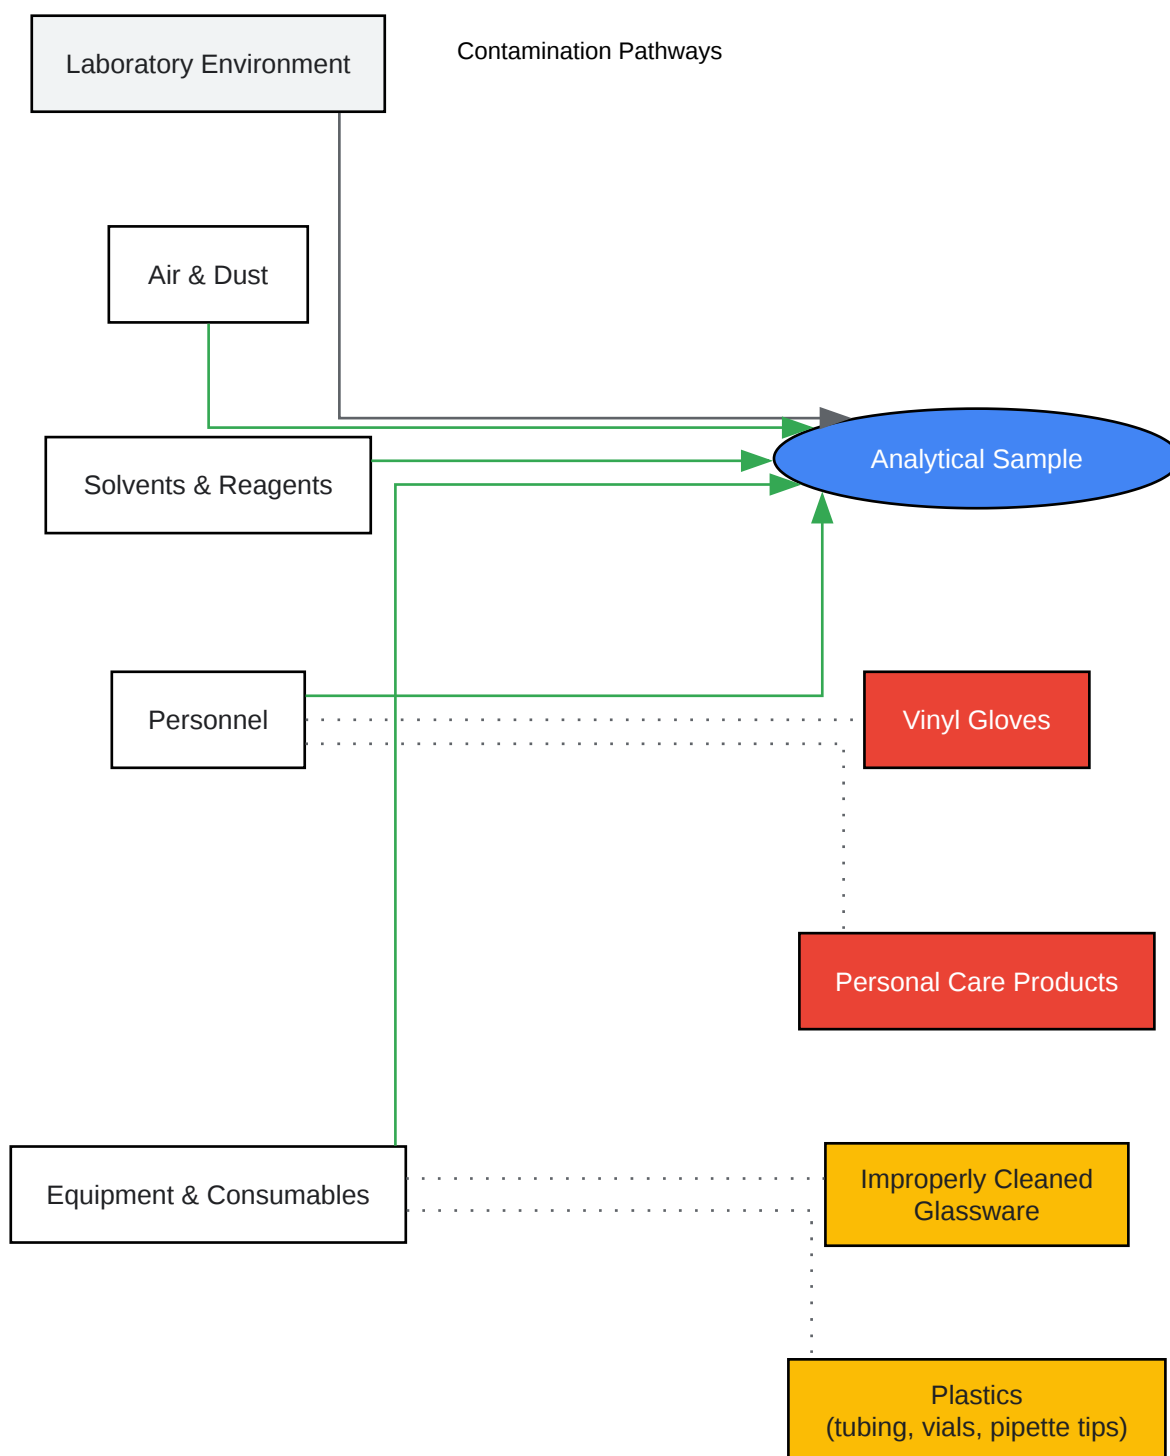 Laboratory Environment
Contamination Pathways
Air & Dust
Analytical Sample
Solvents & Reagents
Personnel
Vinyl Gloves
Personal Care Products
Equipment & Consumables
Improperly Cleaned
Glassware
Plastics
(tubing, vials, pipette tips)